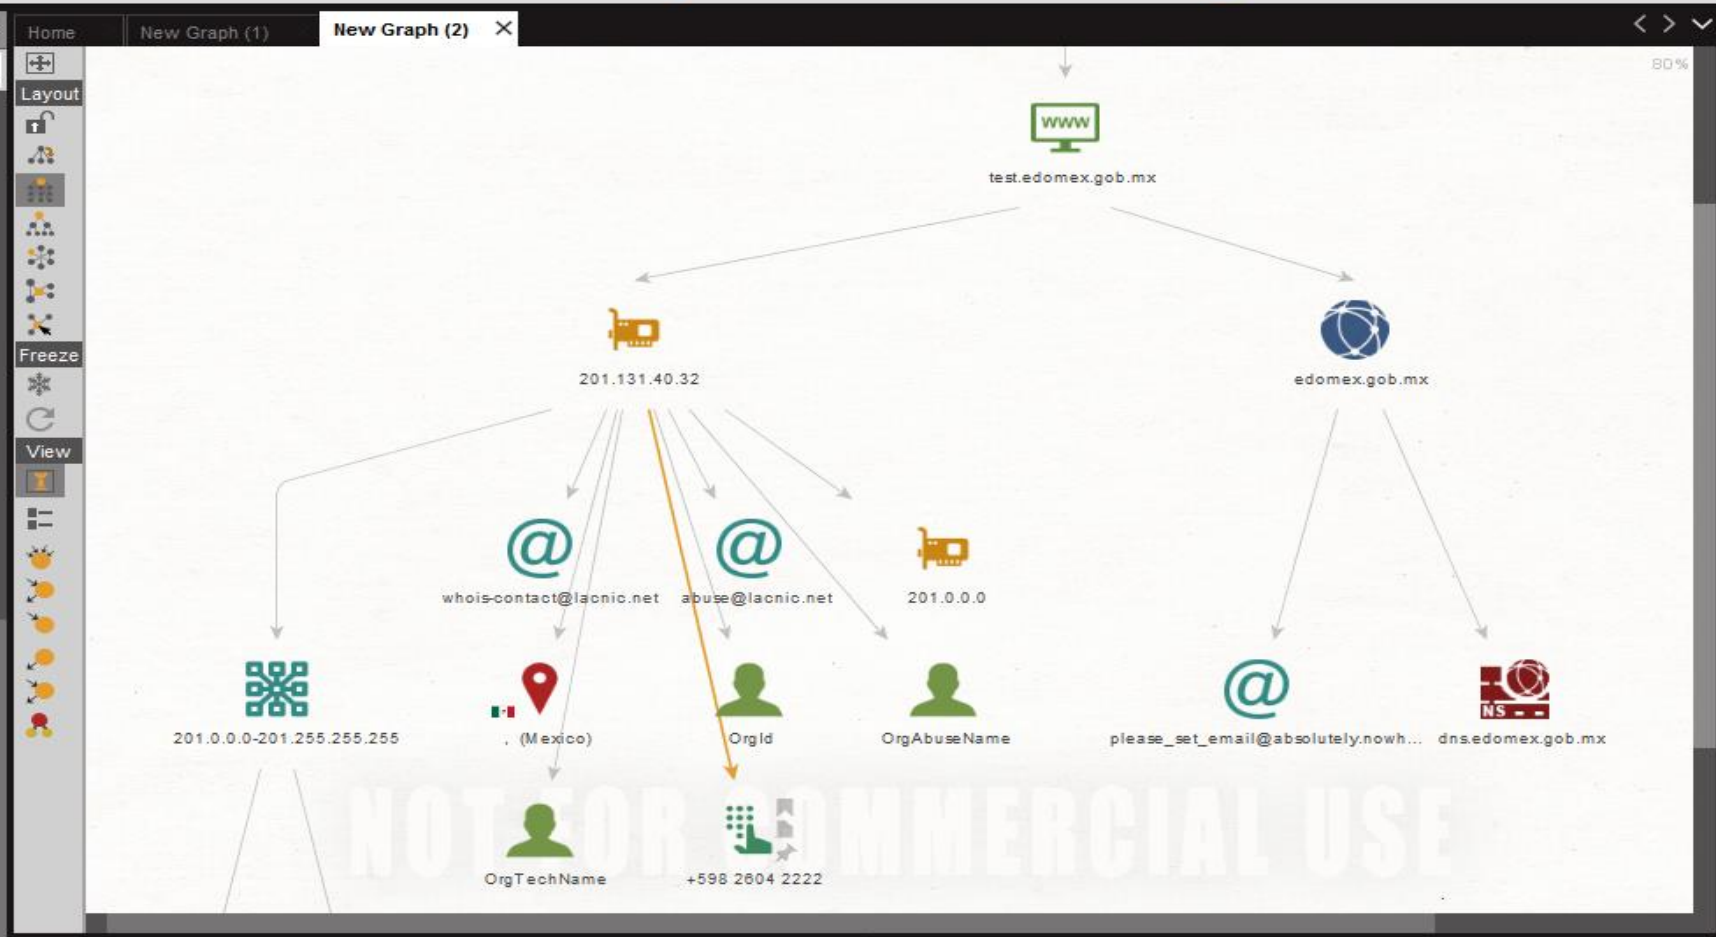 Home
New Graph (1)
New Graph (2)
80%
Layout
Freeze
View
www
test.edomex.gob.mx
201.131.40.32
edomex.gob.mx
whois-contact@lacnic.net
abuse@lacnic.net
201.0.0.0
201.0.0.0-201.255.255.255
, (Mexico)
OrgId
OrgAbuseName
please_set_email@absolutely.nowh...
NS
dns.edomex.gob.mx
OrgTechName
+598 2604 2222
NOT FOR COMMERCIAL USE